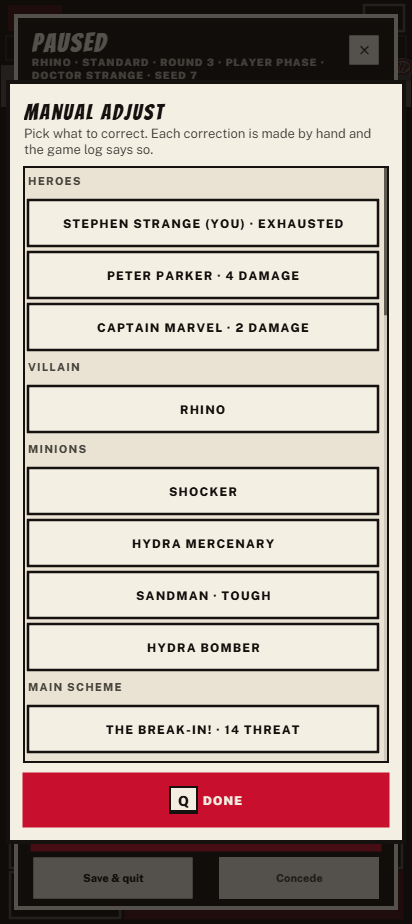 PAUSED
RHINO · STANDARD · ROUND 3 · PLAYER PHASE ·
DOCTOR STRANGE · SEED 7
×
MANUAL ADJUST
Pick what to correct. Each correction is made by hand and
the game log says so.
HEROES
STEPHEN STRANGE (YOU) · EXHAUSTED
PETER PARKER · 4 DAMAGE
CAPTAIN MARVEL · 2 DAMAGE
VILLAIN
RHINO
MINIONS
SHOCKER
HYDRA MERCENARY
SANDMAN · TOUGH
HYDRA BOMBER
MAIN SCHEME
THE BREAK-IN! · 14 THREAT
Q DONE
Save & quit
Concede